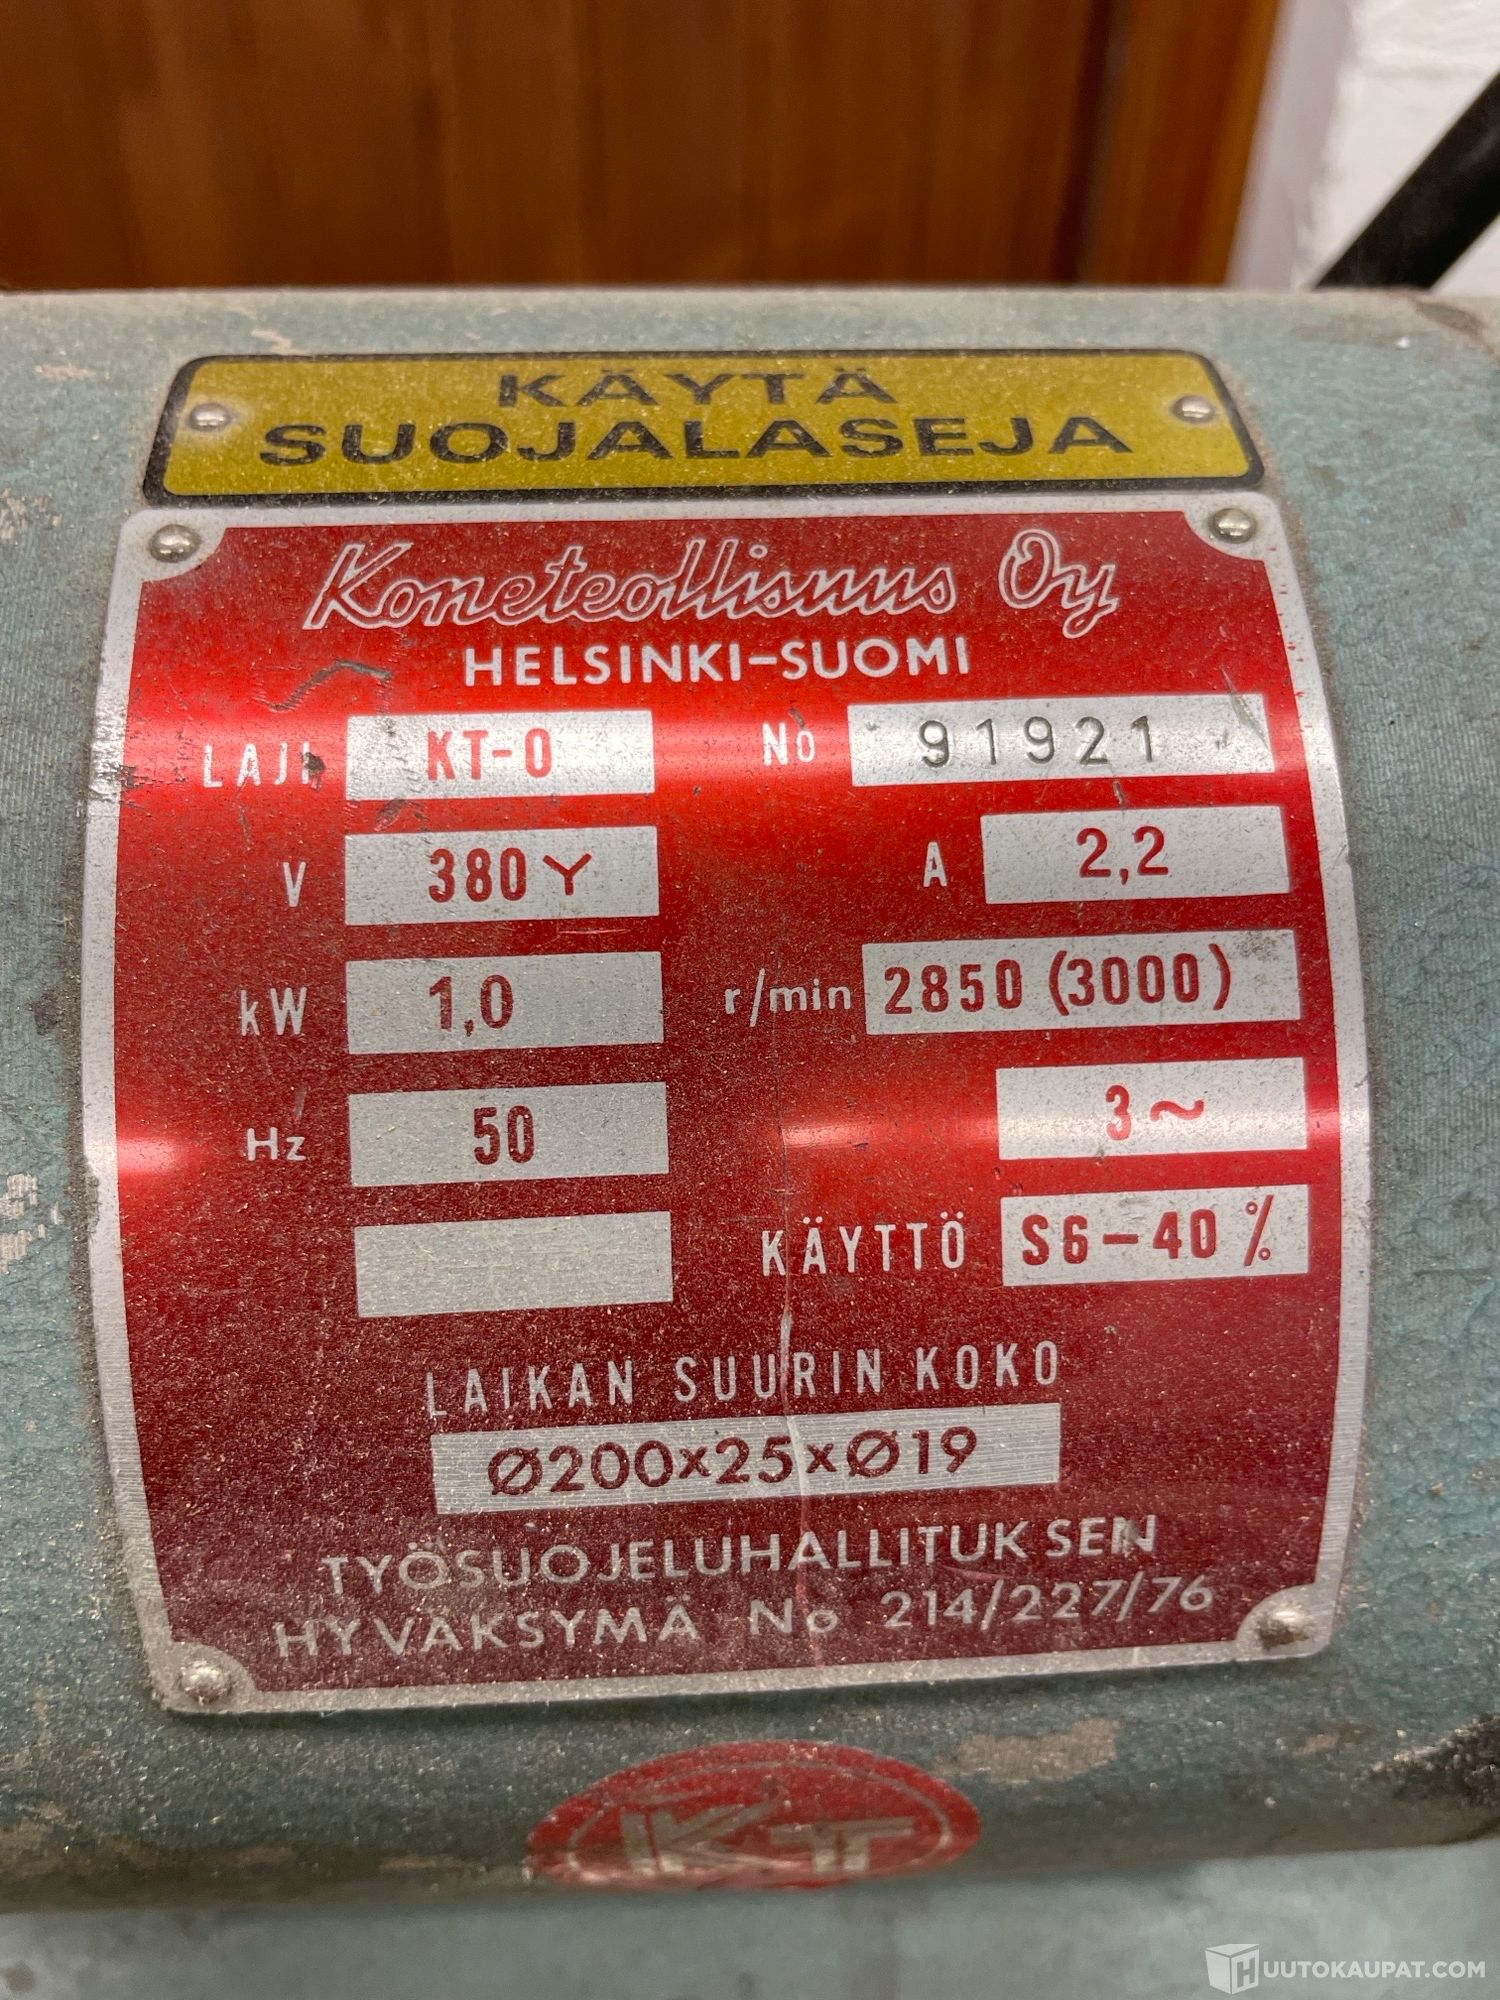 KÄYTÄ
SUOJALASEJA
Koneteollisuus Oy
HELSINKI-SUOMI
LAJI KT-0 No 91921
V 380 Y A 2,2
kW 1,0 r/min 2850 (3000)
Hz 50 3~
KÄYTTÖ S6-40 %
LAIKAN SUURIN KOKO
Ø200x25xØ19
TYÖSUOJELUHALLITUKSEN
HYVÄKSYMÄ No 214/227/76
KT
HUUTOKAUPAT.COM